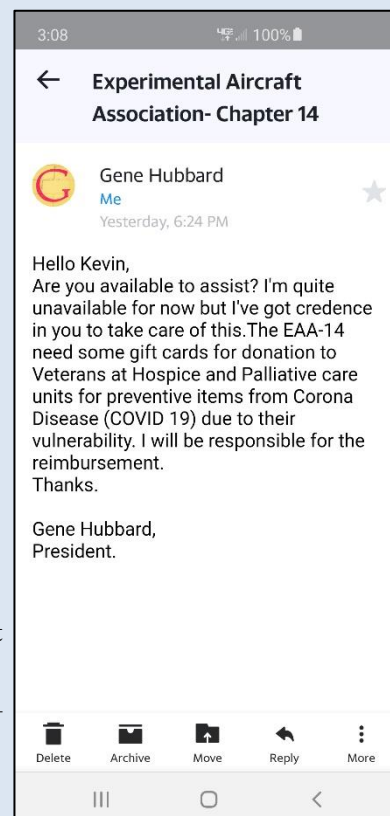 3:08
100%
Experimental Aircraft
Association- Chapter 14
G
Gene Hubbard
Me
Yesterday, 6:24 PM
Hello Kevin,
Are you available to assist? I'm quite
unavailable for now but I've got credence
in you to take care of this.The EAA-14
need some gift cards for donation to
Veterans at Hospice and Palliative care
units for preventive items from Corona
Disease (COVID 19) due to their
vulnerability. I will be responsible for the
reimbursement.
Thanks.
Gene Hubbard,
President.
Delete Archive Move Reply More